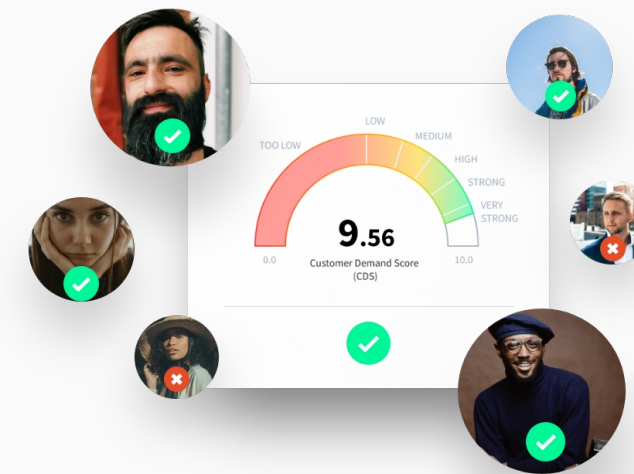 LOW
TOO LOW
MEDIUM
HIGH
STRONG
VERY
STRONG
9.56
0.0
10.0
Customer Demand Score
(CDS)